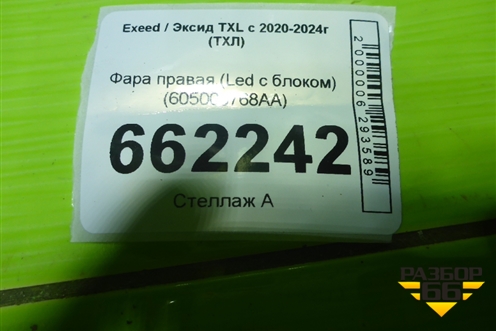 Exeed / Эксид TXL с 2020-2024г
(ТХЛ)
Фара правая (Led с блоком)
662242
Стеллаж А
2000006293589
РАЗБОР
66